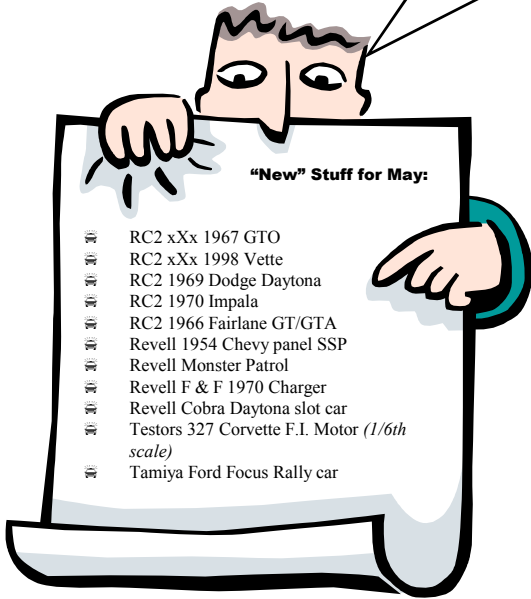 “New” Stuff for May:
RC2 xXx 1967 GTO
RC2 xXx 1998 Vette
RC2 1969 Dodge Daytona
RC2 1970 Impala
RC2 1966 Fairlane GT/GTA
Revell 1954 Chevy panel SSP
Revell Monster Patrol
Revell F & F 1970 Charger
Revell Cobra Daytona slot car
Testors 327 Corvette F.I. Motor (1/6th
scale)
Tamiya Ford Focus Rally car